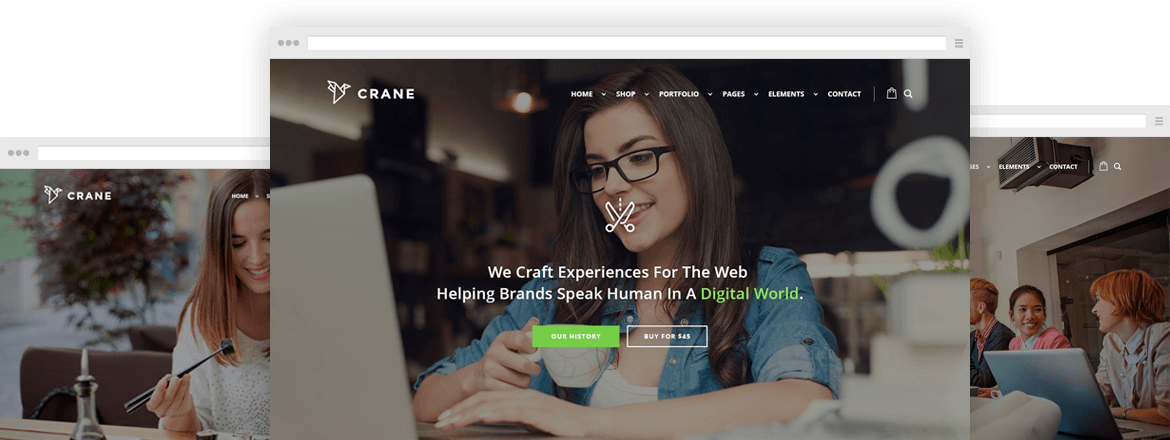 CRANE
HOME SHOP PORTFOLIO PAGES ELEMENTS CONTACT
We Craft Experiences For The Web
Helping Brands Speak Human In A Digital World.
OUR HISTORY BUY FOR $45
CRANE
HOME S
GES ELEMENTS CONTACT